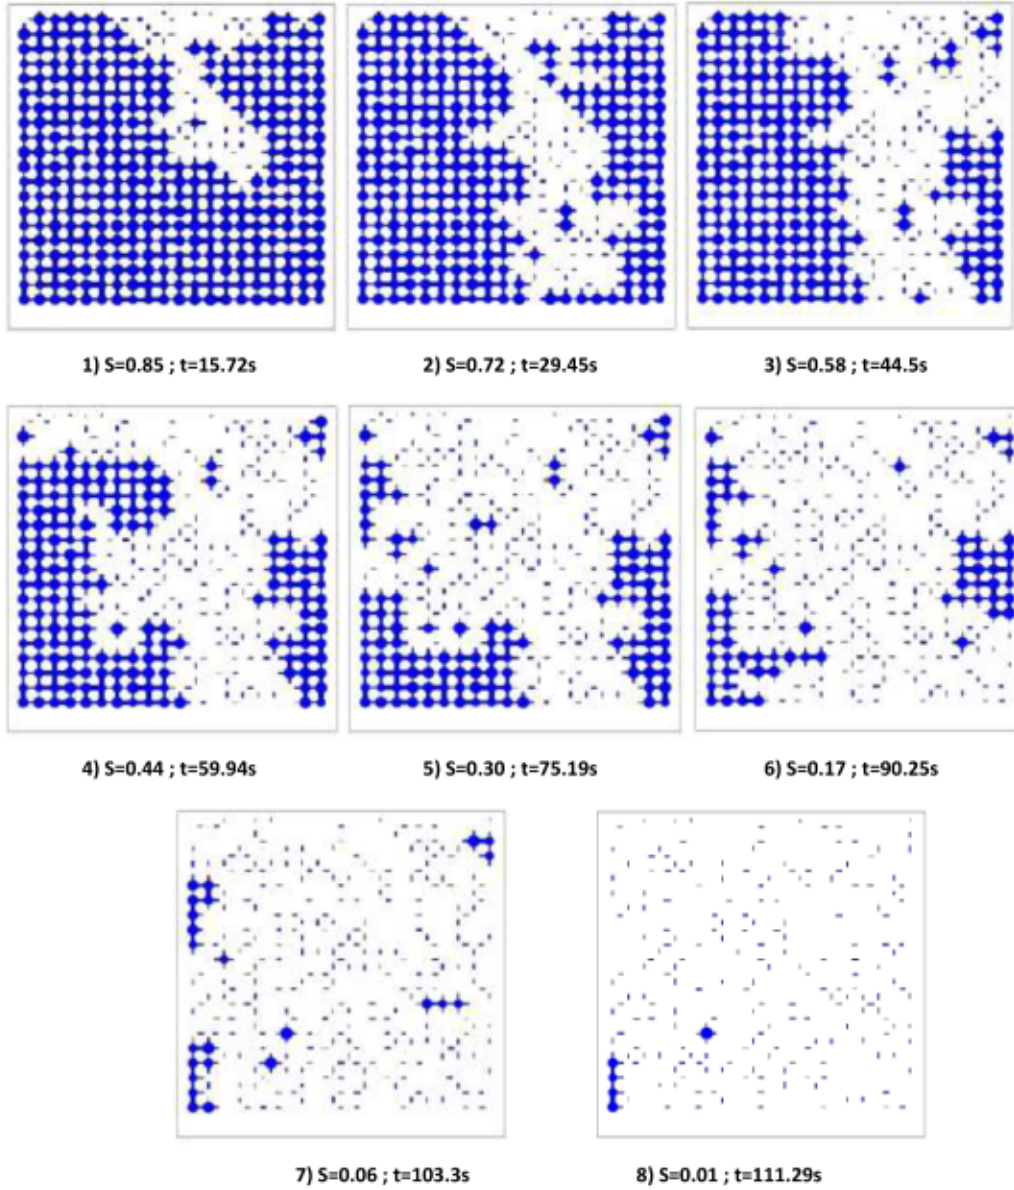 1) S=0.85 ; t=15.72s
2) S=0.72 ; t=29.45s
3) S=0.58 ; t=44.5s
4) S=0.44 ; t=59.94s
5) S=0.30 ; t=75.19s
6) S=0.17 ; t=90.25s
7) S=0.06 ; t=103.3s
8) S=0.01 ; t=111.29s